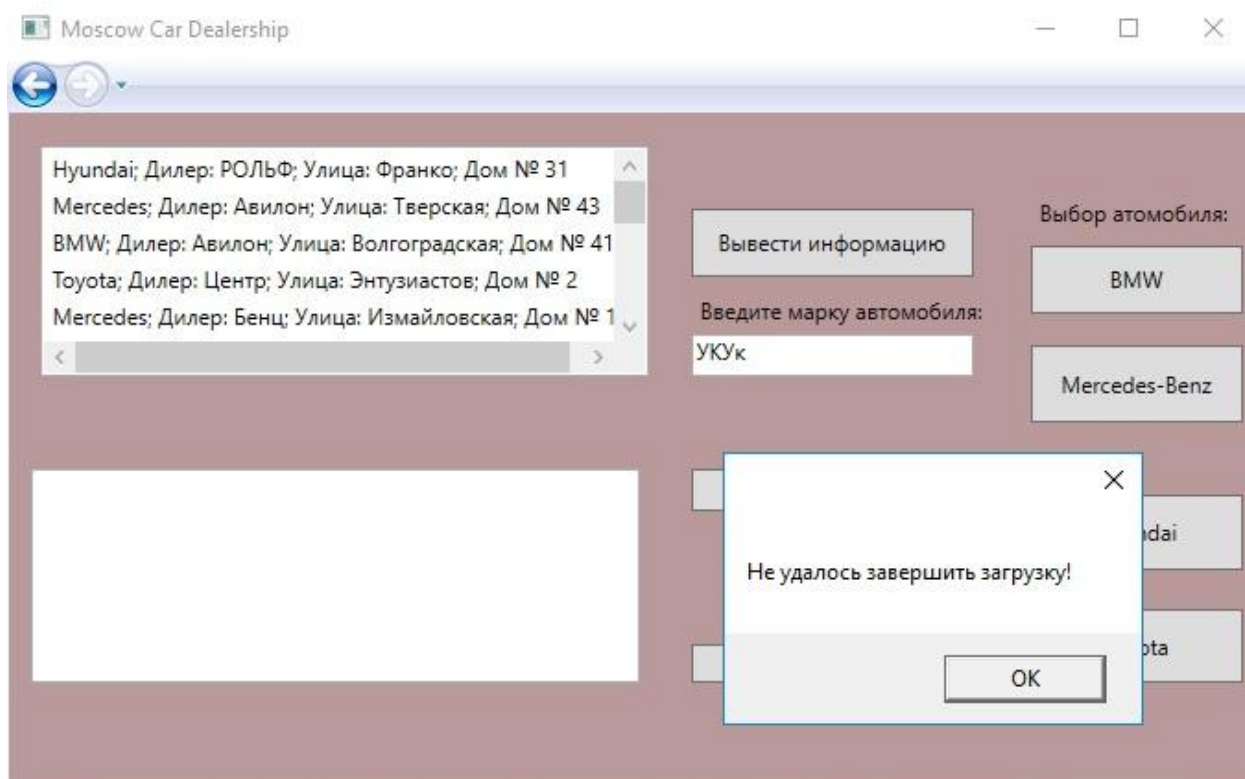 Moscow Car Dealership
Hyundai; Дилер: РОЛЬФ; Улица: Франко; Дом № 31
Mercedes; Дилер: Авилон; Улица: Тверская; Дом № 43
BMW; Дилер: Авилон; Улица: Волгоградская; Дом № 41
Toyota; Дилер: Центр; Улица: Энтузиастов; Дом № 2
Mercedes; Дилер: Бенц; Улица: Измайловская; Дом № 1
Вывести информацию
Введите марку автомобиля:
УКУк
Выбор атомобиля:
BMW
Mercedes-Benz
ndai
ota
Не удалось завершить загрузку!
OK